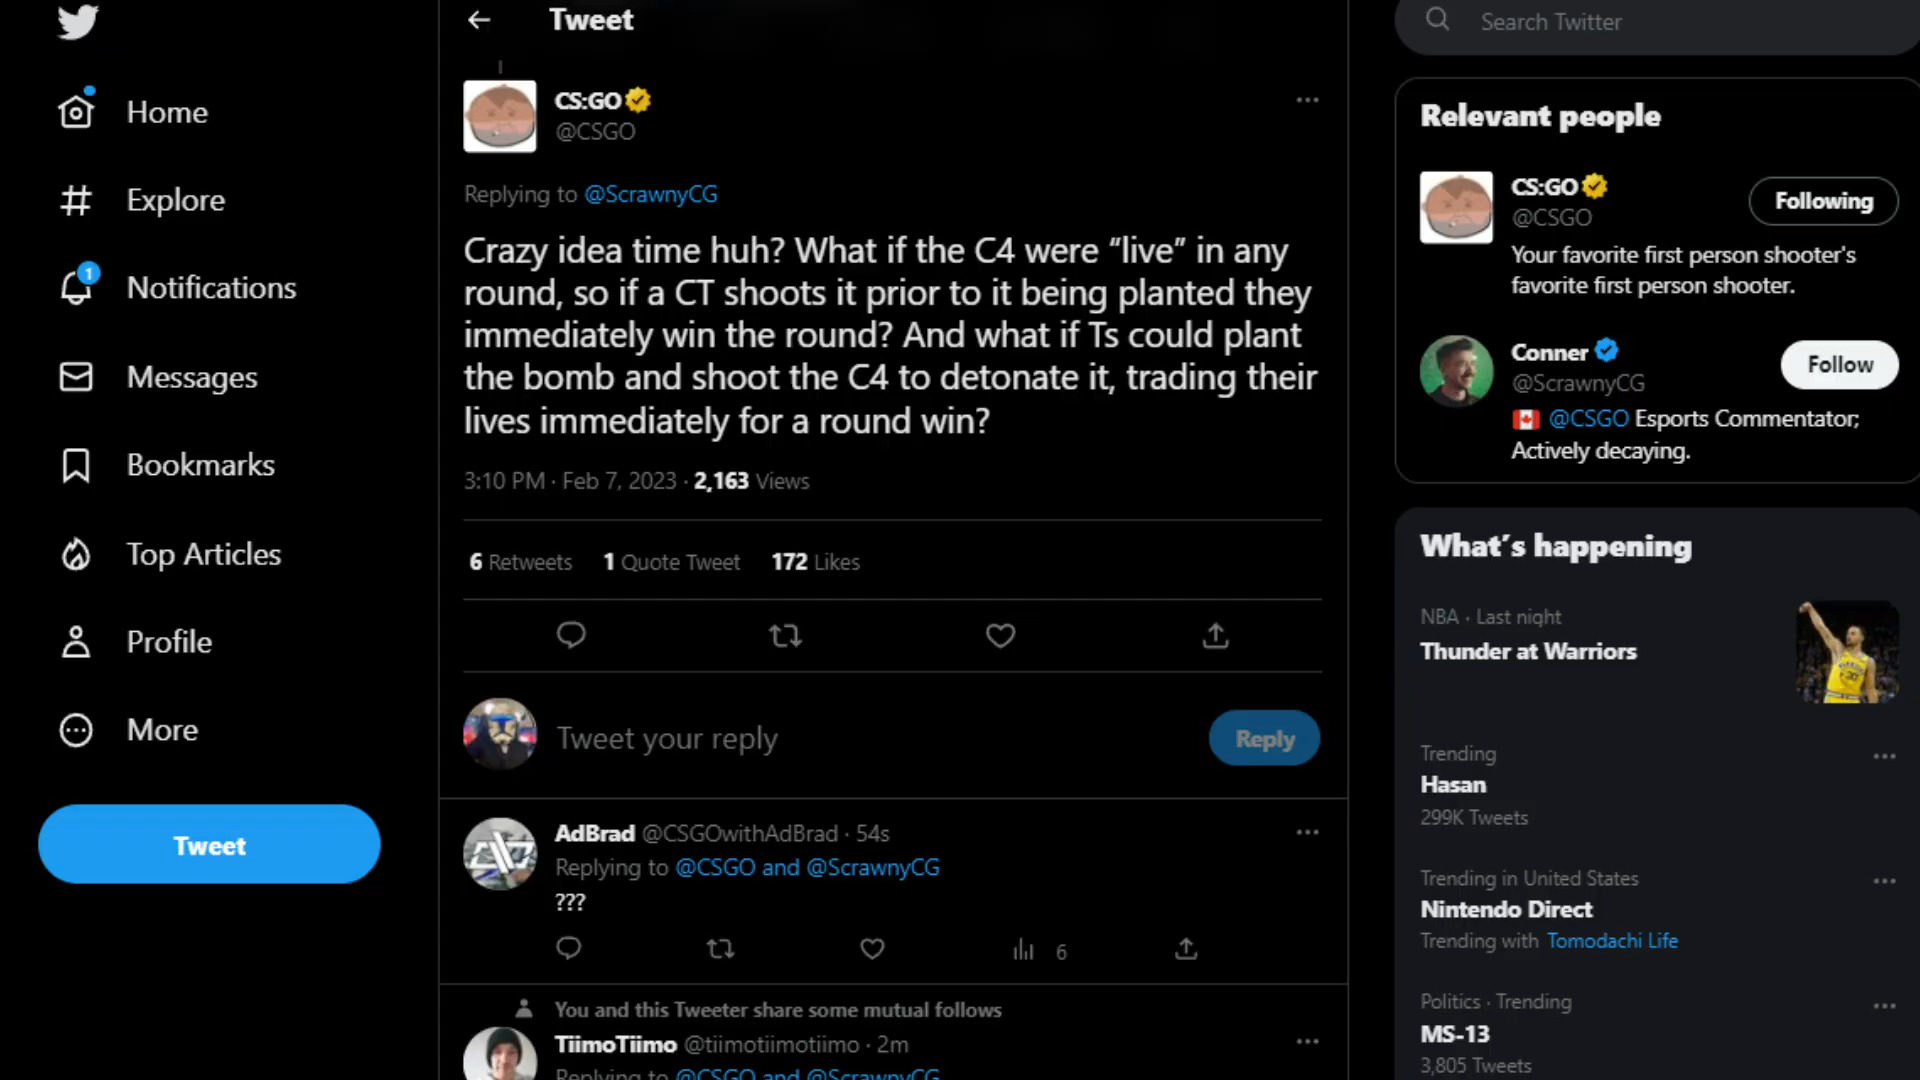 Home
Explore
1
Notifications
Messages
Bookmarks
Top Articles
Profile
More
Tweet
Tweet
CS:GO
@CSGO
Replying to @ScrawnyCG
Crazy idea time huh? What if the C4 were “live” in any
round, so if a CT shoots it prior to it being planted they
immediately win the round? And what if Ts could plant
the bomb and shoot the C4 to detonate it, trading their
lives immediately for a round win?
3:10 PM · Feb 7, 2023 · 2,163 Views
6 Retweets 1 Quote Tweet 172 Likes
Tweet your reply
Reply
AdBrad @CSGOwithAdBrad · 54s
Replying to @CSGO and @ScrawnyCG
???
6
You and this Tweeter share some mutual follows
TiimoTiimo @tiimotiimotiimo · 2m
Replying to @CSGO and @ScrawnyCG
Search Twitter
Relevant people
CS:GO
@CSGO
Following
Your favorite first person shooter's
favorite first person shooter.
Conner
@ScrawnyCG
Follow
@CSGO Esports Commentator;
Actively decaying.
What's happening
NBA · Last night
Thunder at Warriors
Trending
Hasan
299K Tweets
Trending in United States
Nintendo Direct
Trending with Tomodachi Life
Politics · Trending
MS-13
3,805 Tweets